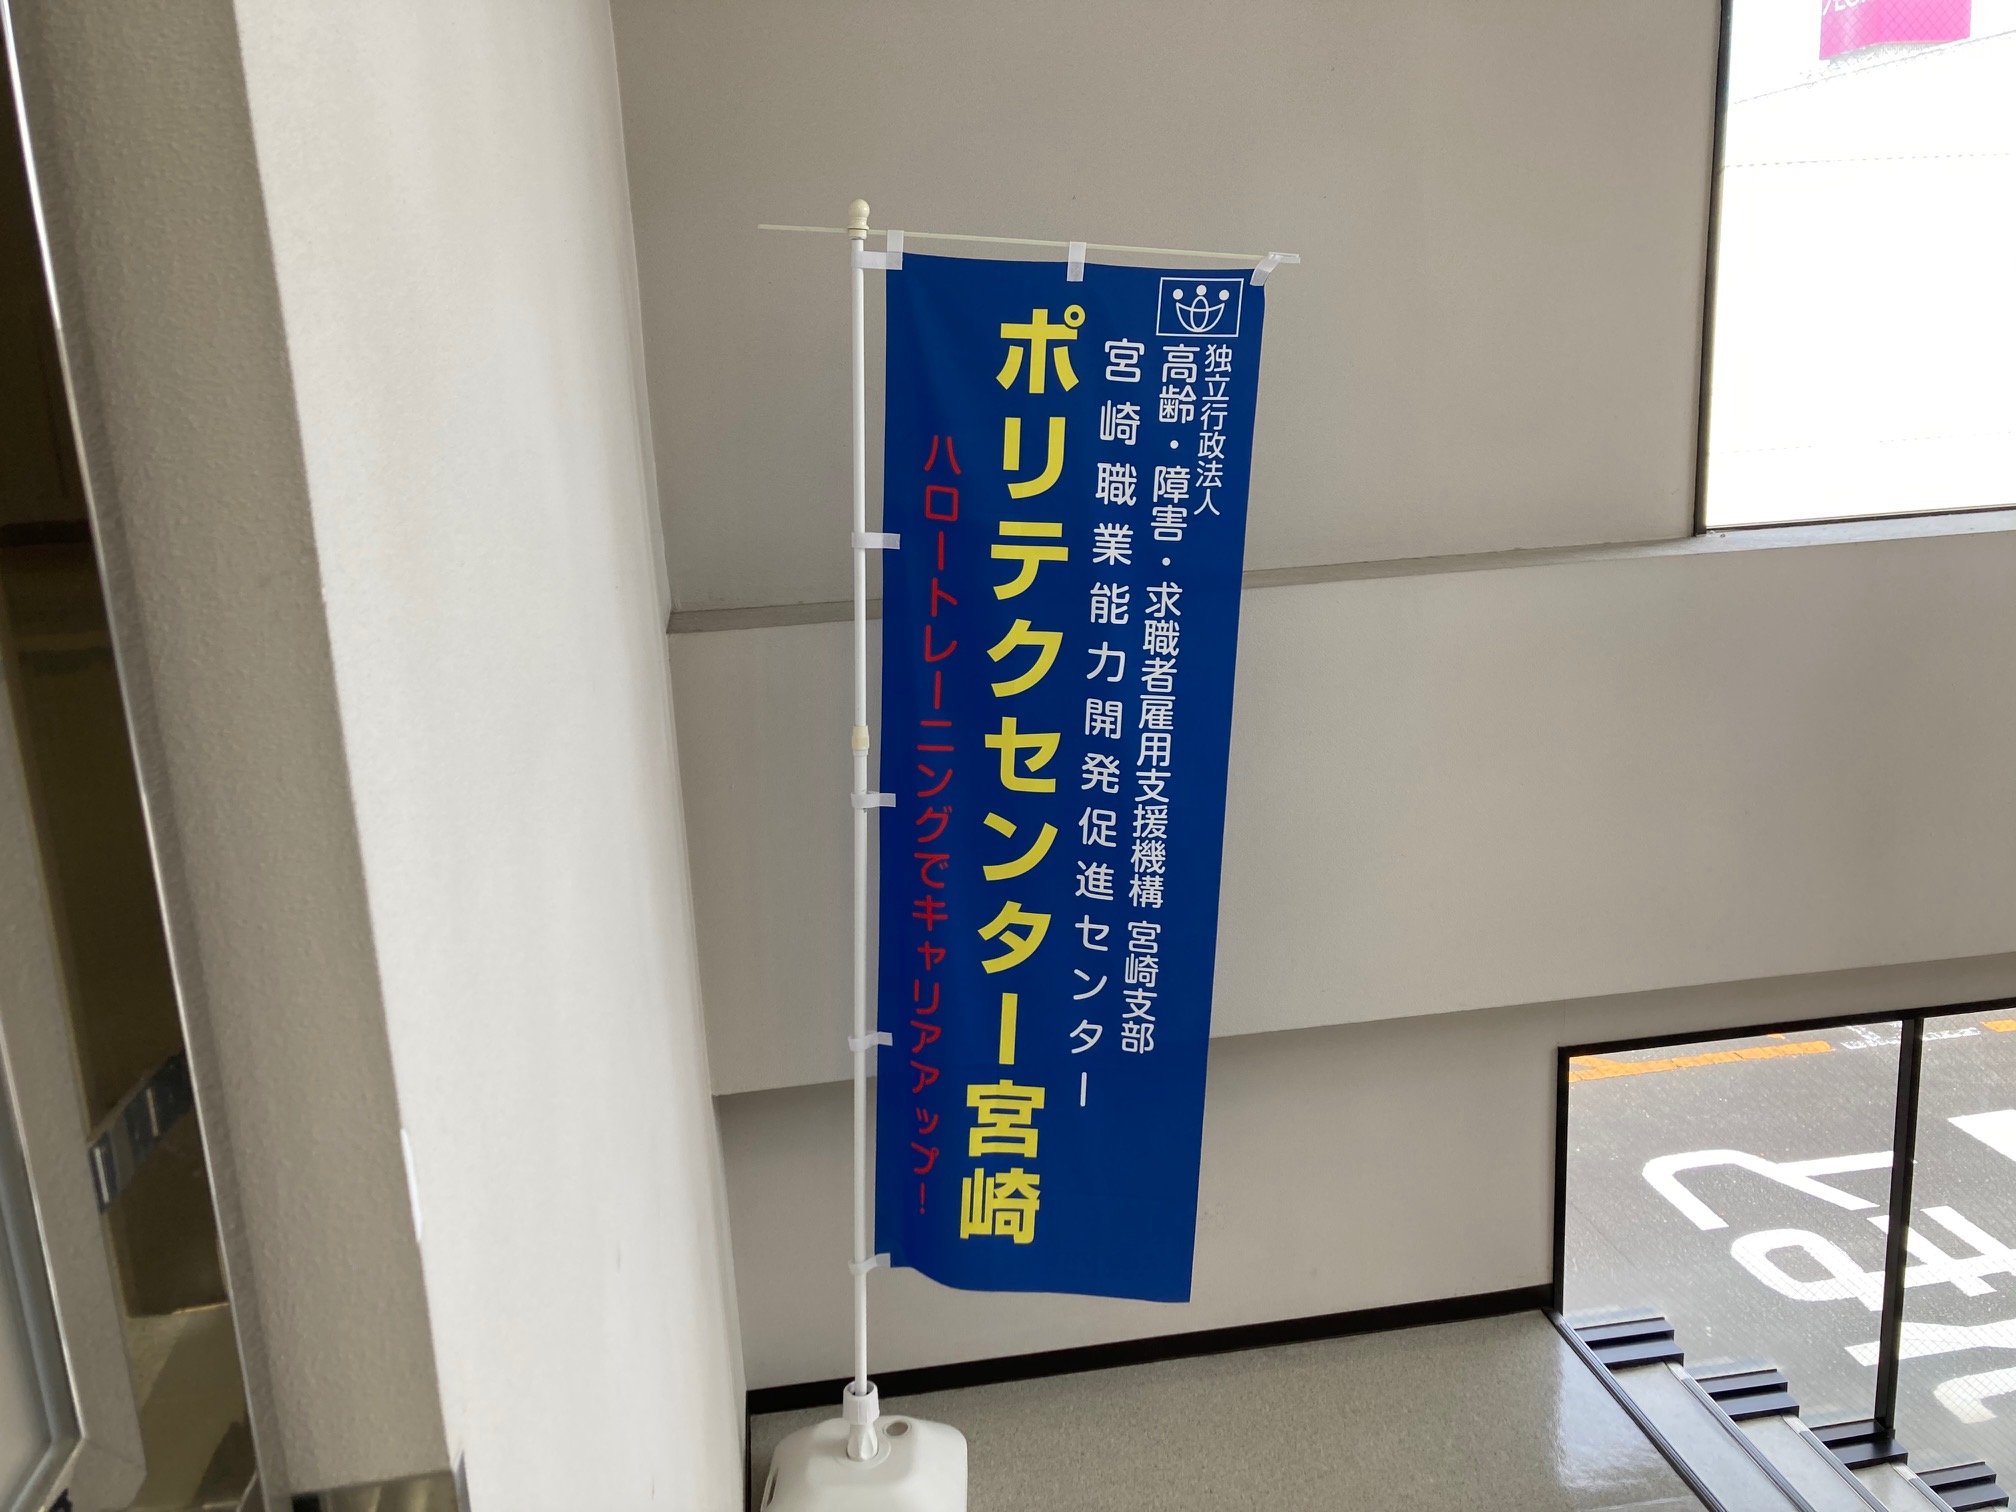 独立行政法人
高齢・障害・求職者雇用支援機構 宮崎支部
宮崎職業能力開発促進センター
ポリテクセンター宮崎
ハロートレーニングでキャリアアップ!